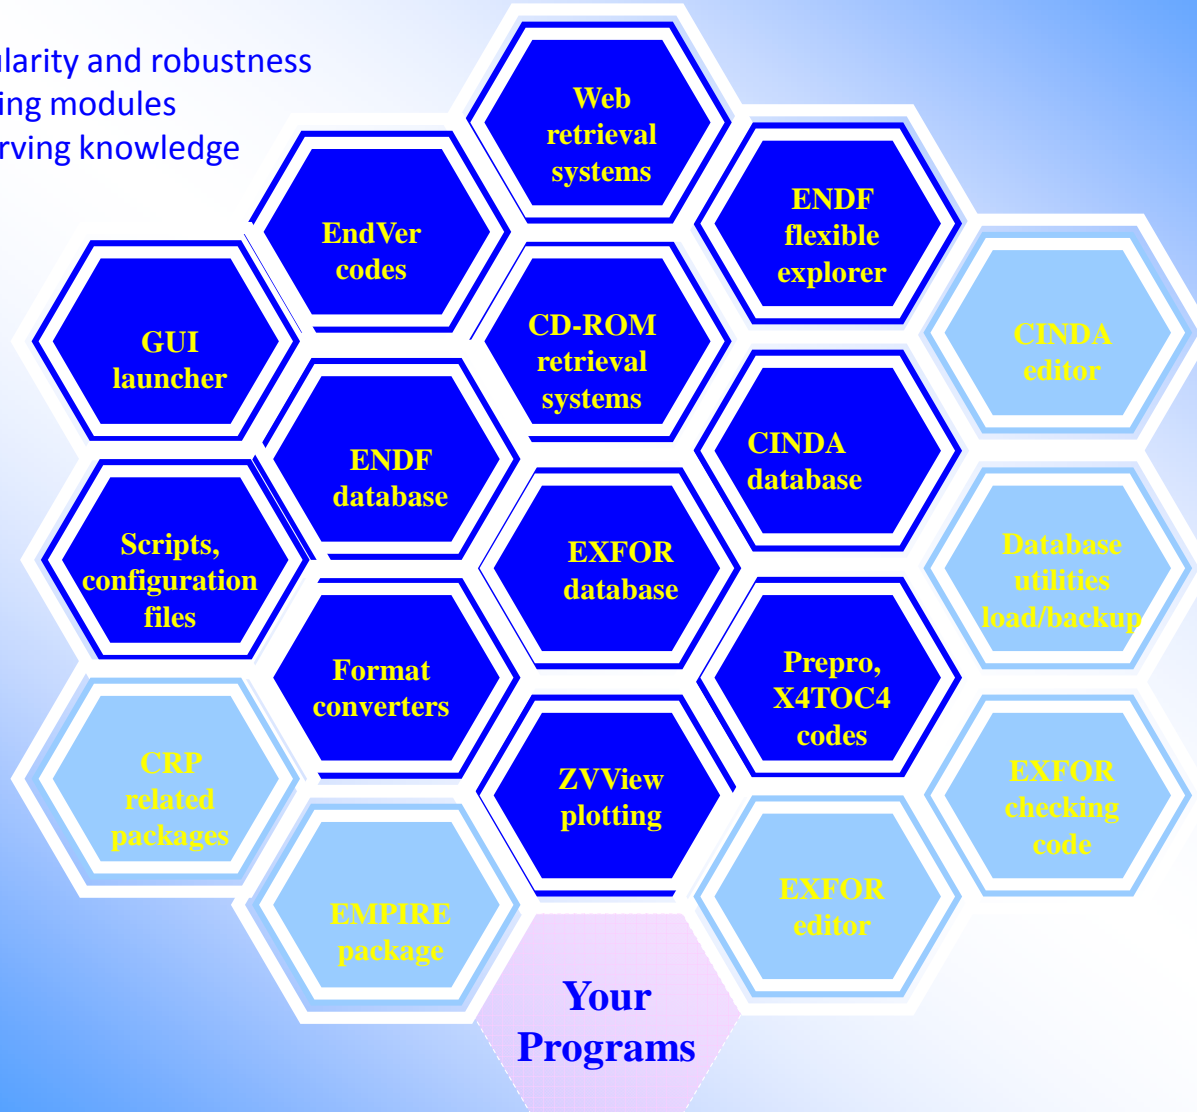 ularity and robustness
ing modules
rving knowledge
Web
retrieval
systems
EndVer
codes
ENDF
flexible
explorer
GUI
launcher
CD-ROM
retrieval
systems
CINDA
editor
ENDF
database
CINDA
database
Scripts,
configuration
files
EXFOR
database
Database
utilities
load/backup
Format
converters
Prepro,
X4TOC4
codes
CRP
related
packages
ZVView
plotting
EXFOR
checking
code
EMPIRE
package
EXFOR
editor
Your
Programs